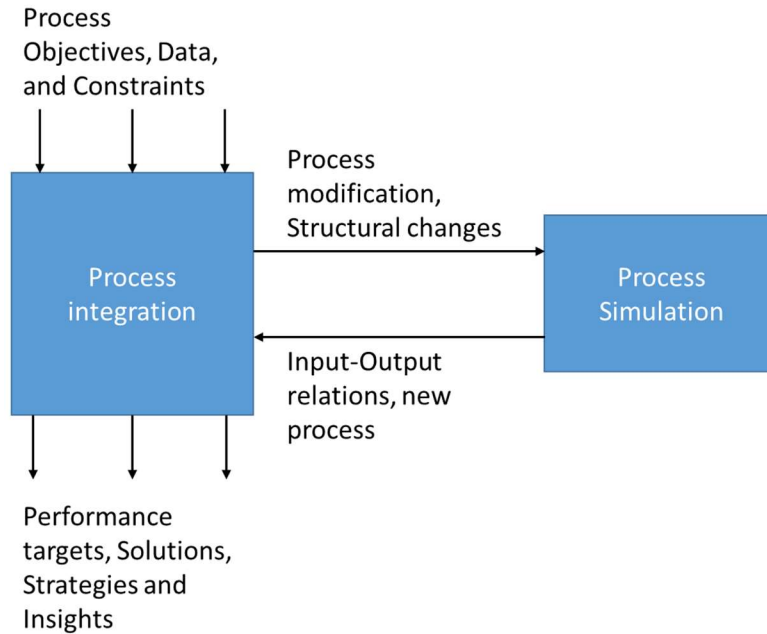 Process
Objectives, Data,
and Constraints
Process
modification,
Structural changes
Process
integration
Process
Simulation
Input-Output
relations, new
process
Performance
targets, Solutions,
Strategies and
Insights